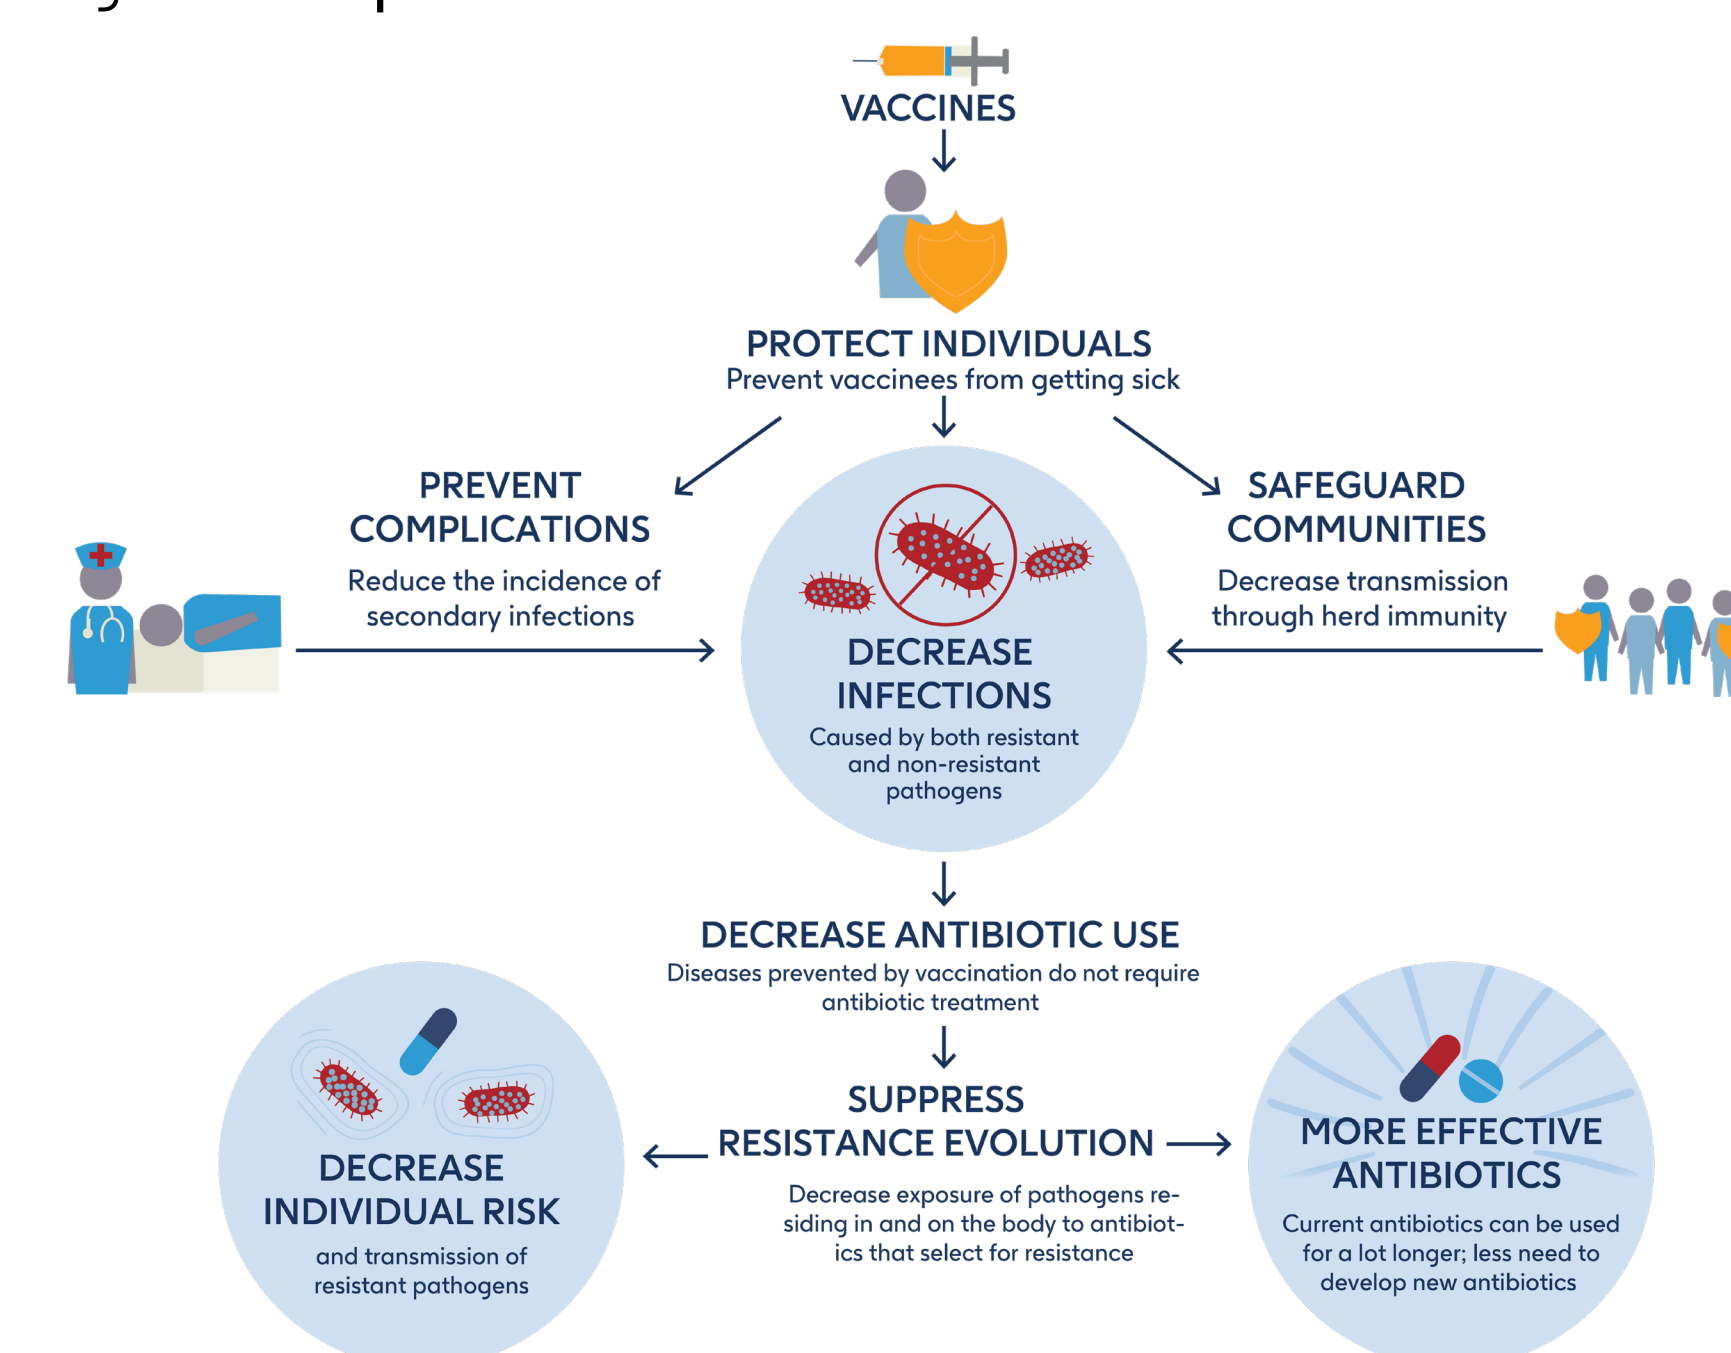 VACCINES
PROTECT INDIVIDUALS
Prevent vaccinees from getting sick
PREVENT
COMPLICATIONS
Reduce the incidence of
secondary infections
SAFEGUARD
COMMUNITIES
Decrease transmission
through herd immunity
DECREASE
INFECTIONS
Caused by both resistant
and non-resistant
pathogens
DECREASE ANTIBIOTIC USE
Diseases prevented by vaccination do not require
antibiotic treatment
SUPPRESS
RESISTANCE EVOLUTION
Decrease exposure of pathogens re-
siding in and on the body to antibiot-
ics that select for resistance
DECREASE
INDIVIDUAL RISK
and transmission of
resistant pathogens
MORE EFFECTIVE
ANTIBIOTICS
Current antibiotics can be used
for a lot longer; less need to
develop new antibiotics